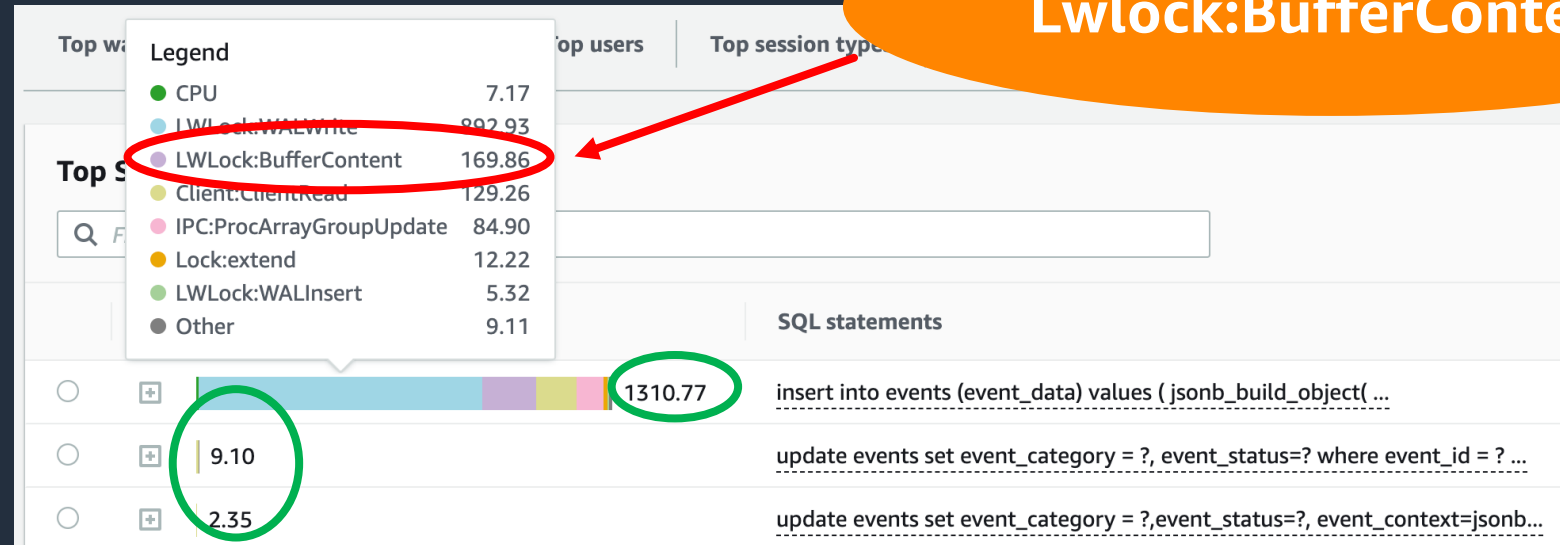 Lwlock:BufferConte
Top wa
op users
Top session type
Legend
CPU 7.17
LWLock:WALWrite 892.93
LWLock:BufferContent 169.86
Client:ClientRead 129.26
IPC:ProcArrayGroupUpdate 84.90
Lock:extend 12.22
LWLock:WALInsert 5.32
Other 9.11
Top S
F
SQL statements
1310.77 insert into events (event_data) values ( jsonb_build_object( ...
9.10 update events set event_category = ?, event_status=? where event_id = ? ...
2.35 update events set event_category = ?,event_status=?, event_context=jsonb...